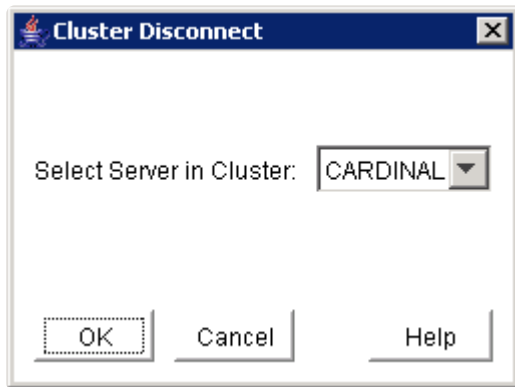 Cluster Disconnect
Select Server in Cluster: CARDINAL
OK Cancel Help